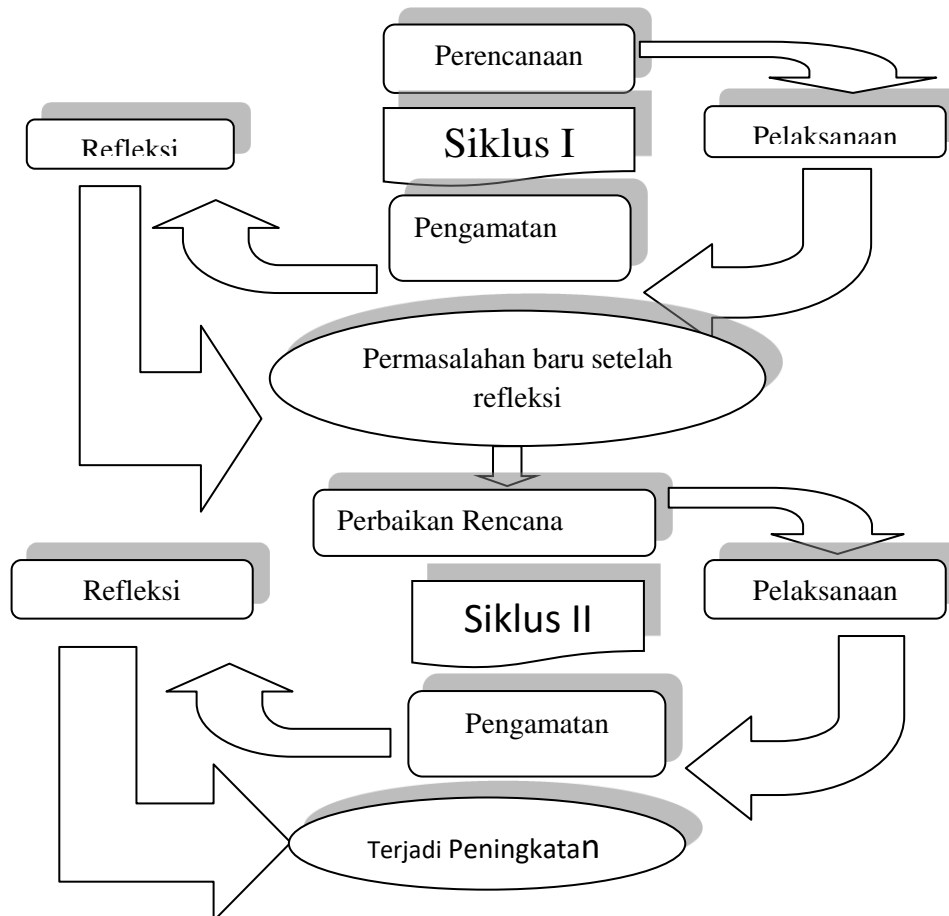 Perencanaan
Refleksi
Siklus I
Pelaksanaan
Pengamatan
Permasalahan baru setelah
refleksi
Perbaikan Rencana
Refleksi
Siklus II
Pelaksanaan
Pengamatan
Terjadi Peningkatan